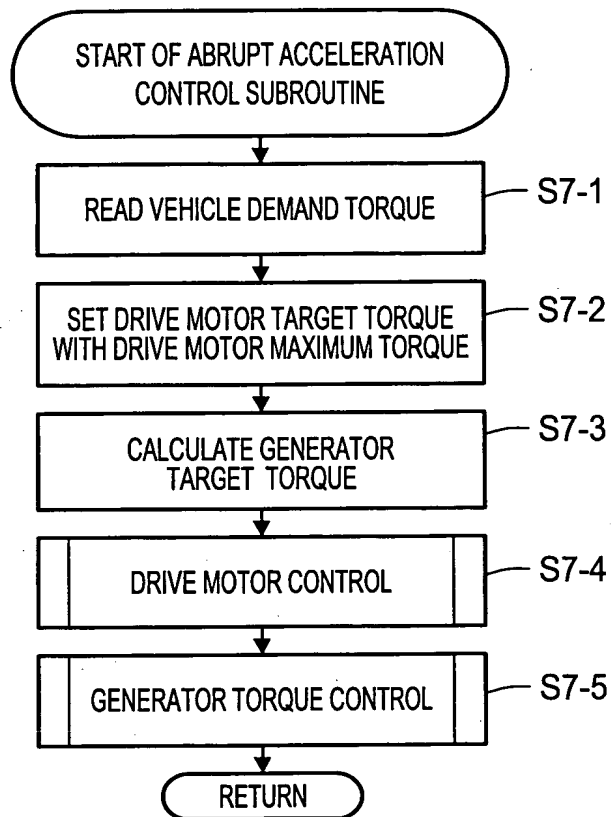 START OF ABRUPT ACCELERATION
CONTROL SUBROUTINE
READ VEHICLE DEMAND TORQUE
S7-1
SET DRIVE MOTOR TARGET TORQUE
WITH DRIVE MOTOR MAXIMUM TORQUE
S7-2
CALCULATE GENERATOR
TARGET TORQUE
S7-3
DRIVE MOTOR CONTROL
S7-4
GENERATOR TORQUE CONTROL
S7-5
RETURN